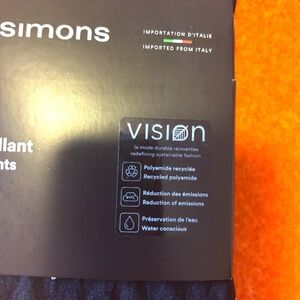 simons
IMPORTATION D'ITALIE
IMPORTED FROM ITALY
llant
nts
VISION
la mode durable réinventée
redefining sustainable fashion
Polyamide recyclée
Recycled polyamide
Réduction des émissions
Reduction of emissions
Préservation de l'eau
Water conscious